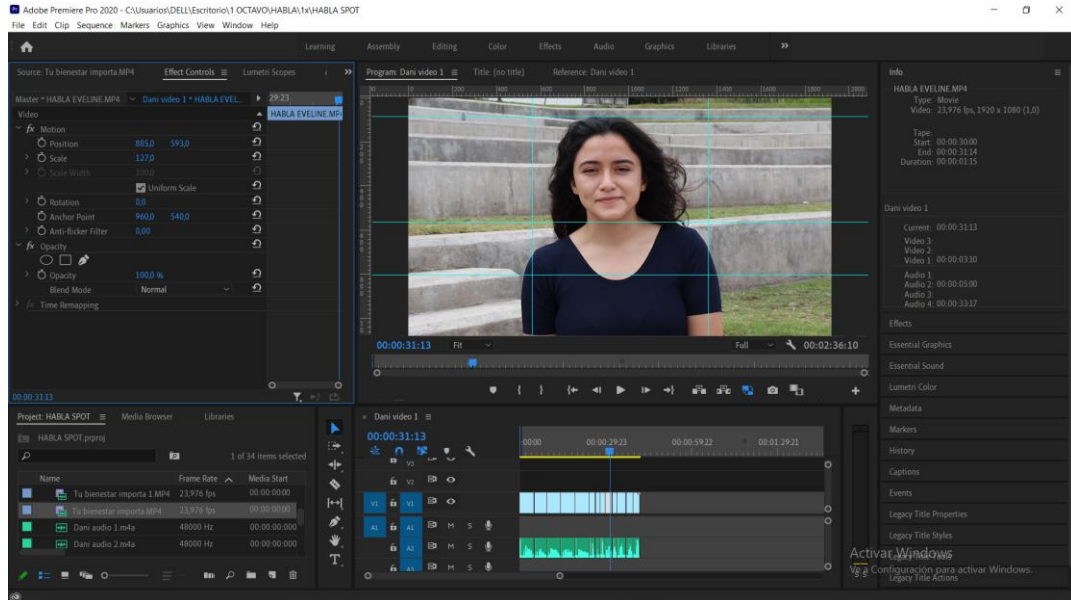 Adobe Premiere Pro 2020 - C:\Usuarios\DELL\Escritorio\1 OCTAVO\HABLA\1x\HABLA SPOT
File Edit Clip Sequence Markers Graphics View Window Help
Learning Assembly Editing Color Effects Audio Graphics Libraries
Source: Tu bienestar importa.MP4 Effect Controls Lumetri Scopes
Master * HABLA EVELINE.MP4 Dani video 1 * HABLA EVEL... 29:23
Video HABLA EVELINE.MP4
fx Motion
Position 885,0 593,0
Scale 127,0
Scale Width 100,0
Uniform Scale
Rotation 0,0
Anchor Point 960,0 540,0
Anti-flicker Filter 0,00
fx Opacity
Opacity 100,0 %
Blend Mode Normal
fx Time Remapping
00:00:31:13
Program: Dani video 1 Title: (no title) Reference: Dani video 1
00:00:31:13 Fit Full 00:02:36:10
Info
HABLA EVELINE.MP4
Type: Movie
Video: 23,976 fps, 1920 x 1080 (1,0)
Tape:
Start: 00:00:30:00
End: 00:00:31:14
Duration: 00:00:01:15
Dani video 1
Current: 00:00:31:13
Video 3:
Video 2:
Video 1: 00:00:03:10
Audio 1:
Audio 2: 00:00:05:00
Audio 3:
Audio 4: 00:00:33:17
Effects
Essential Graphics
Essential Sound
Lumetri Color
Metadata
Markers
History
Captions
Events
Legacy Title Properties
Legacy Title Styles
Legacy Title Actions
Project: HABLA SPOT Media Browser Libraries
HABLA SPOT.prproj
1 of 34 items selected
Name Frame Rate Media Start
Tu bienestar importa 1.MP4 23,976 fps 00:00:00:00
Tu bienestar importa.MP4 23,976 fps 00:00:00:00
Dani audio 1.m4a 48000 Hz 00:00:00:000
Dani audio 2.m4a 48000 Hz 00:00:00:000
Dani video 1
00:00:31:13
:00:00 00:00:29:23 00:00:59:22 00:01:29:21
V3
V2
V1 V1
A1 A1 M S
A2 M S
A3 M S
S S
Activar Windows
Ve a Configuración para activar Windows.